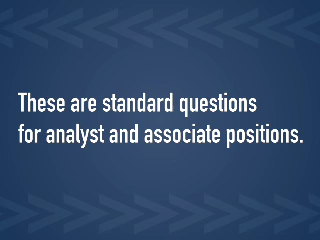 These are standard questions
for analyst and associate positions.